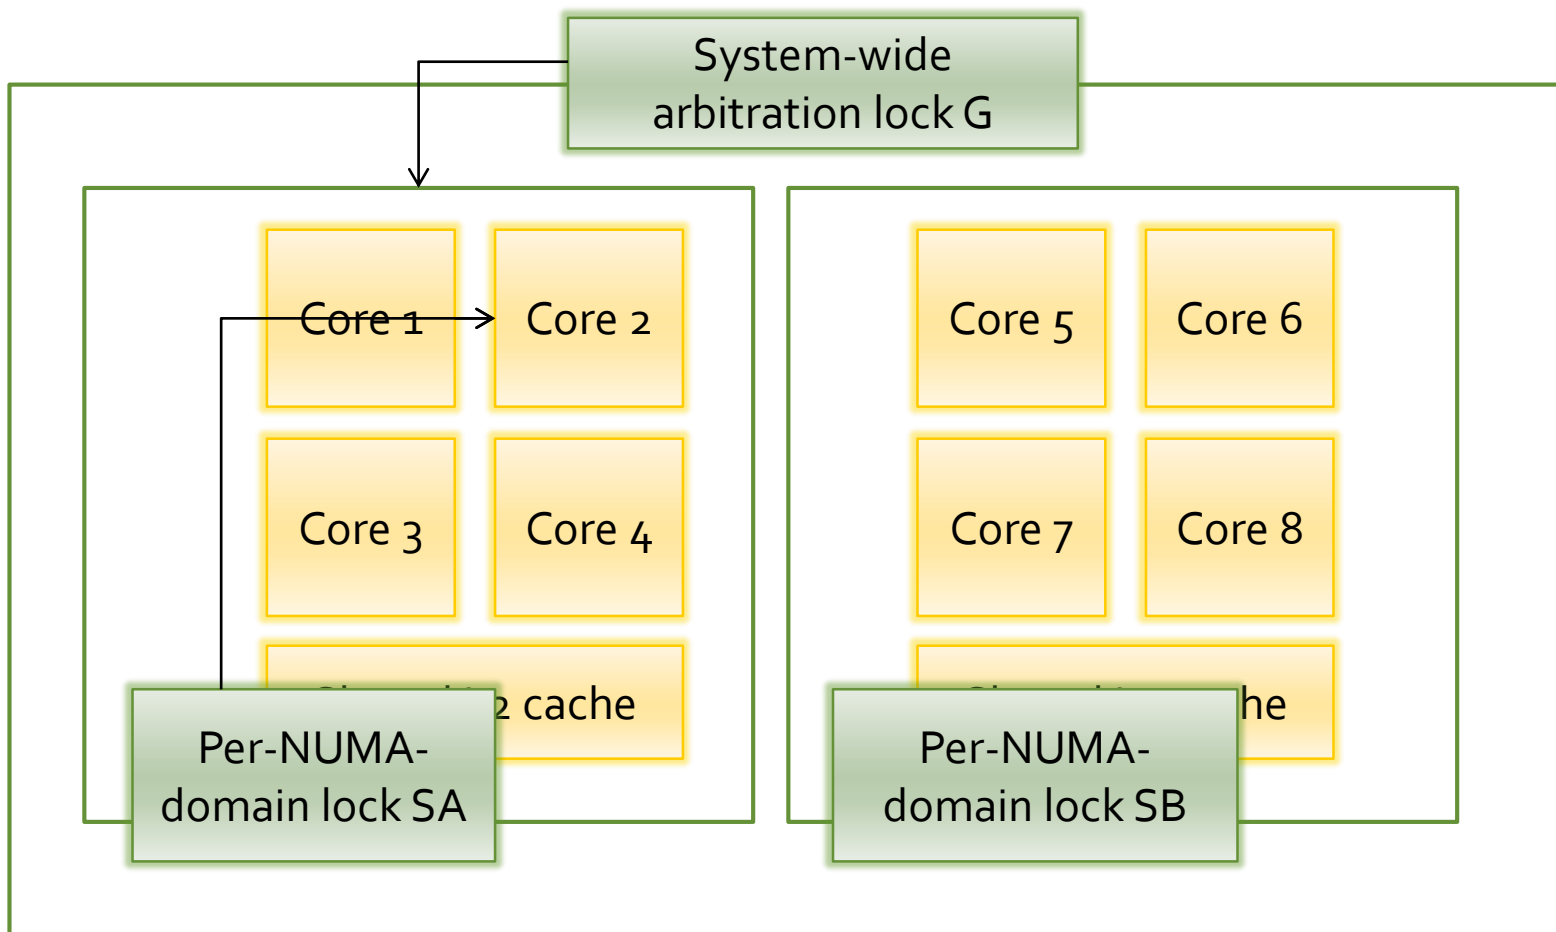 System-wide
arbitration lock G
Core 1
Core 2
Core 5
Core 6
Core 3
Core 4
Core 7
Core 8
2 cache
he
Per-NUMA-
domain lock SA
Per-NUMA-
domain lock SB